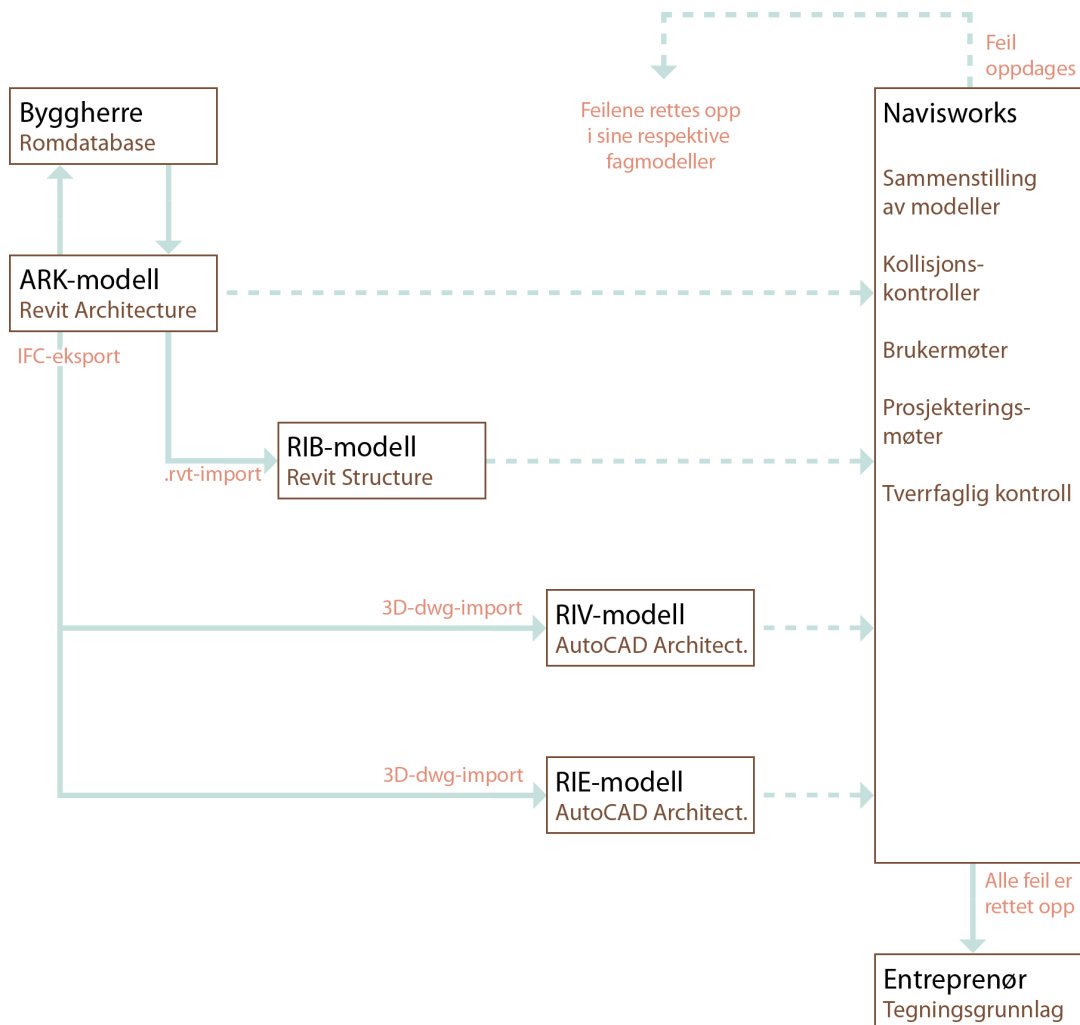 Feil
oppdages
Byggherre
Romdatabase
Feilene rettes opp
i sine respektive
fagmodeller
Navisworks
Sammenstilling
av modeller
Kollisjons-
kontroller
Brukermøter
Prosjekterings-
møter
Tverrfaglig kontroll
ARK-modell
Revit Architecture
IFC-eksport
.rvt-import
RIB-modell
Revit Structure
3D-dwg-import
RIV-modell
AutoCAD Architect.
3D-dwg-import
RIE-modell
AutoCAD Architect.
Alle feil er
rettet opp
Entreprenør
Tegningsgrunnlag